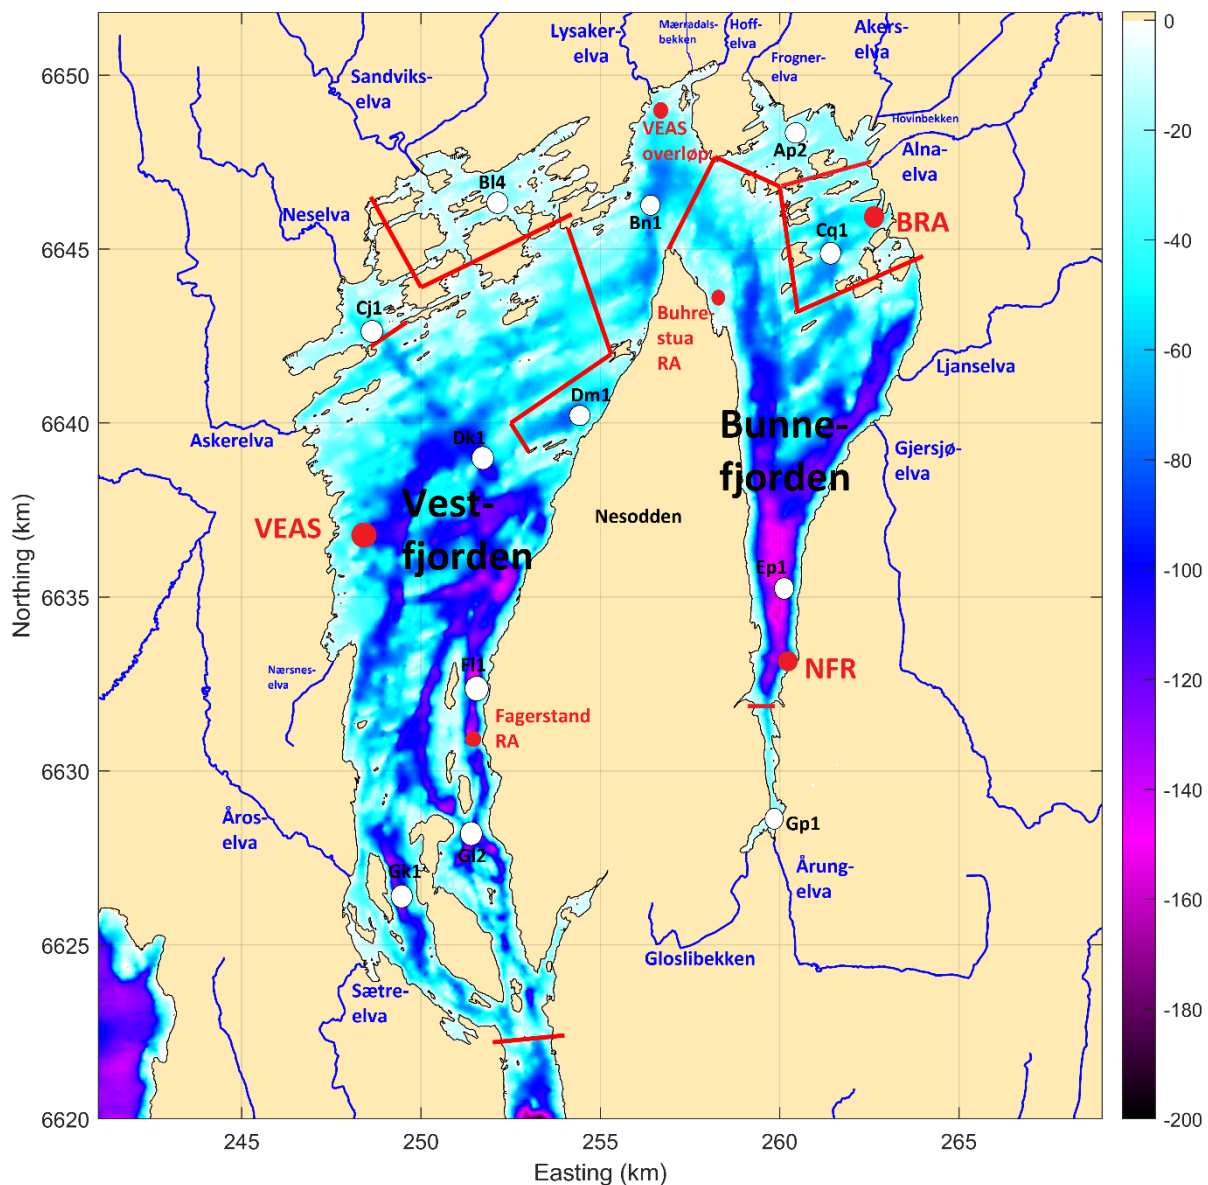 Lysaker-
elva
Mærradals-
bekken
Hoff-
elva
Akers-
elva
Frogner-
elva
Sandviks-
elva
Hovinbekken
VEAS
overløp
Ap2
Alna-
elva
Bl4
Neselva
Bn1
BRA
Cq1
Cj1
Buhre-
stua
RA
Ljanselva
Dm1
Askerelva
Dk1
Bunne-
fjorden
Gjersjø-
elva
Vest-
fjorden
VEAS
Nesodden
Ep1
Nærsnes-
elva
Fl1
NFR
Fagerstand
RA
Åros-
elva
Gp1
Gl2
Gk1
Årung-
elva
Gloslibekken
Sætre-
elva
6650
6645
6640
6635
6630
6625
6620
Northing (km)
245
250
255
260
265
Easting (km)
0
-20
-40
-60
-80
-100
-120
-140
-160
-180
-200